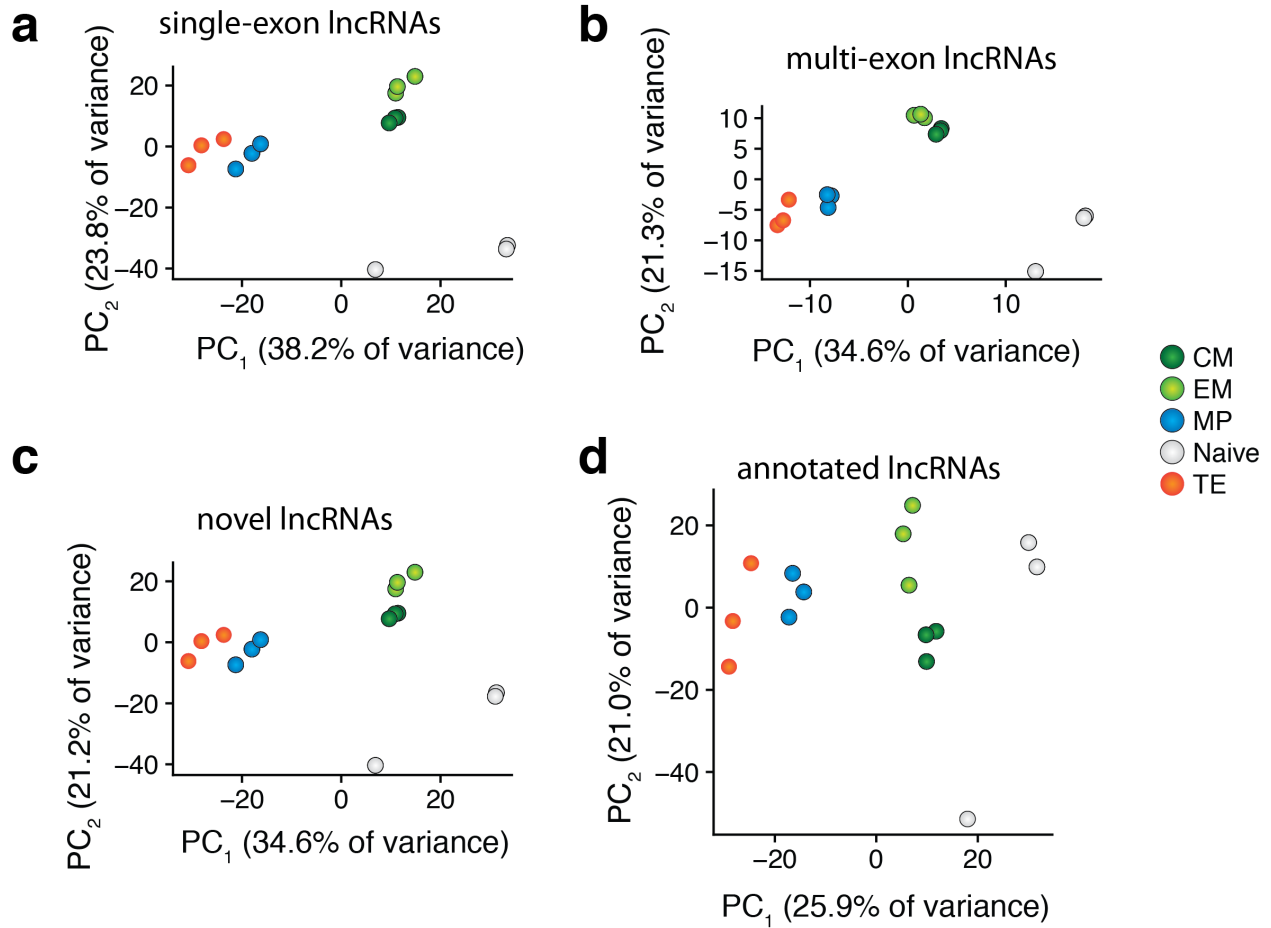 a
single-exon lncRNAs
PC2 (23.8% of variance)
20
0
−20
−40
−20
0
20
PC1 (38.2% of variance)
b
multi-exon lncRNAs
PC2 (21.3% of variance)
10
5
0
−5
−10
−15
−10
0
10
PC1 (34.6% of variance)
CM
EM
MP
Naive
TE
c
novel lncRNAs
PC2 (21.2% of variance)
20
0
−20
−40
−20
0
20
PC1 (34.6% of variance)
d
annotated lncRNAs
PC2 (21.0% of variance)
20
0
−20
−40
−20
0
20
PC1 (25.9% of variance)